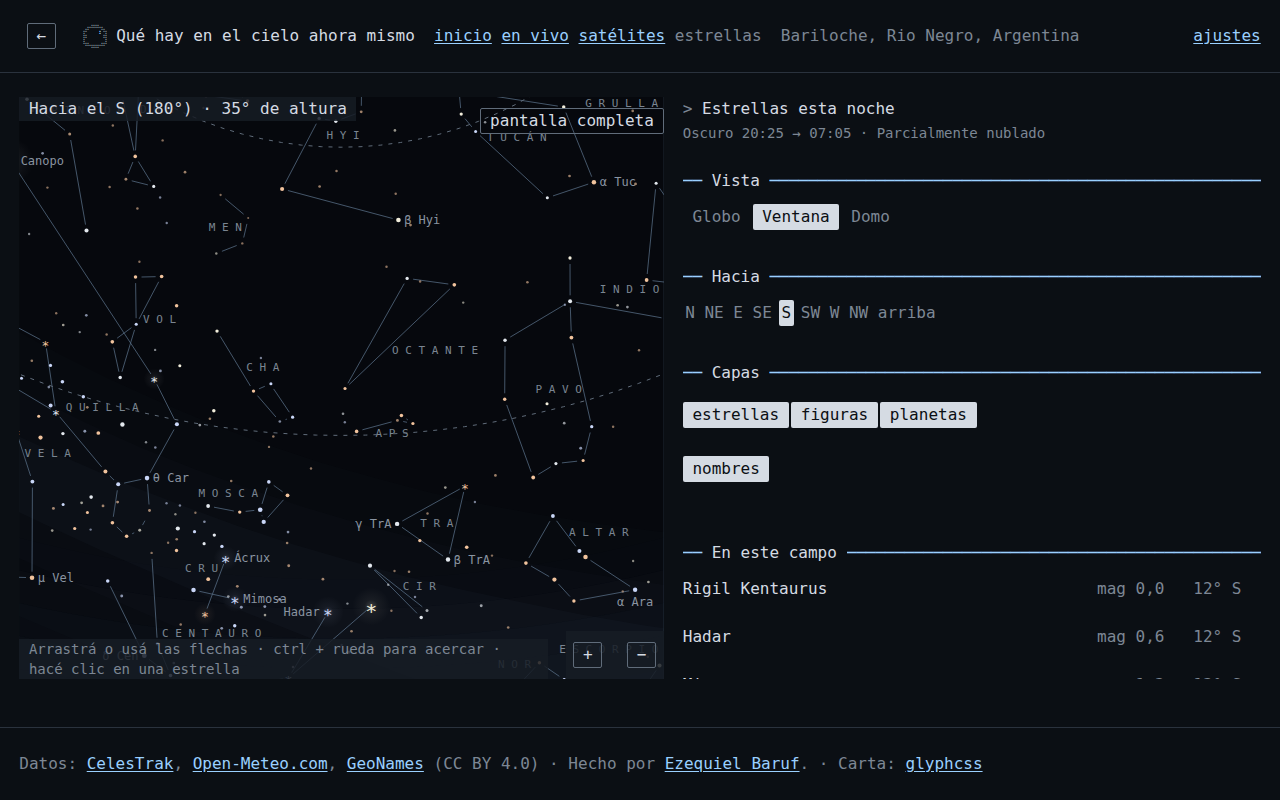 ← Qué hay en el cielo ahora mismo inicio en vivo satélites estrellas Bariloche, Rio Negro, Argentina ajustes
Hacia el S (180°) · 35° de altura
pantalla completa
GRULLA
HYI
TUCÁN
Canopo
α Tuc
β Hyi
MEN
INDIO
VOL
OCTANTE
CHA
PAVO
QUILLA
APS
VELA
θ Car
MOSCA
γ TrA
TRA
ALTAR
Ácrux
β TrA
CRU
μ Vel
CIR
Mimosa
Hadar
α Ara
CENTAURO
Arrastrá o usá las flechas · ctrl + rueda para acercar ·
hacé clic en una estrella
+ −
> Estrellas esta noche
Oscuro 20:25 → 07:05 · Parcialmente nublado
Vista
Globo Ventana Domo
Hacia
N NE E SE S SW W NW arriba
Capas
estrellas figuras planetas
nombres
En este campo
Rigil Kentaurus mag 0,0 12° S
Hadar mag 0,6 12° S
Datos: CelesTrak, Open-Meteo.com, GeoNames (CC BY 4.0) · Hecho por Ezequiel Baruf. · Carta: glyphcss